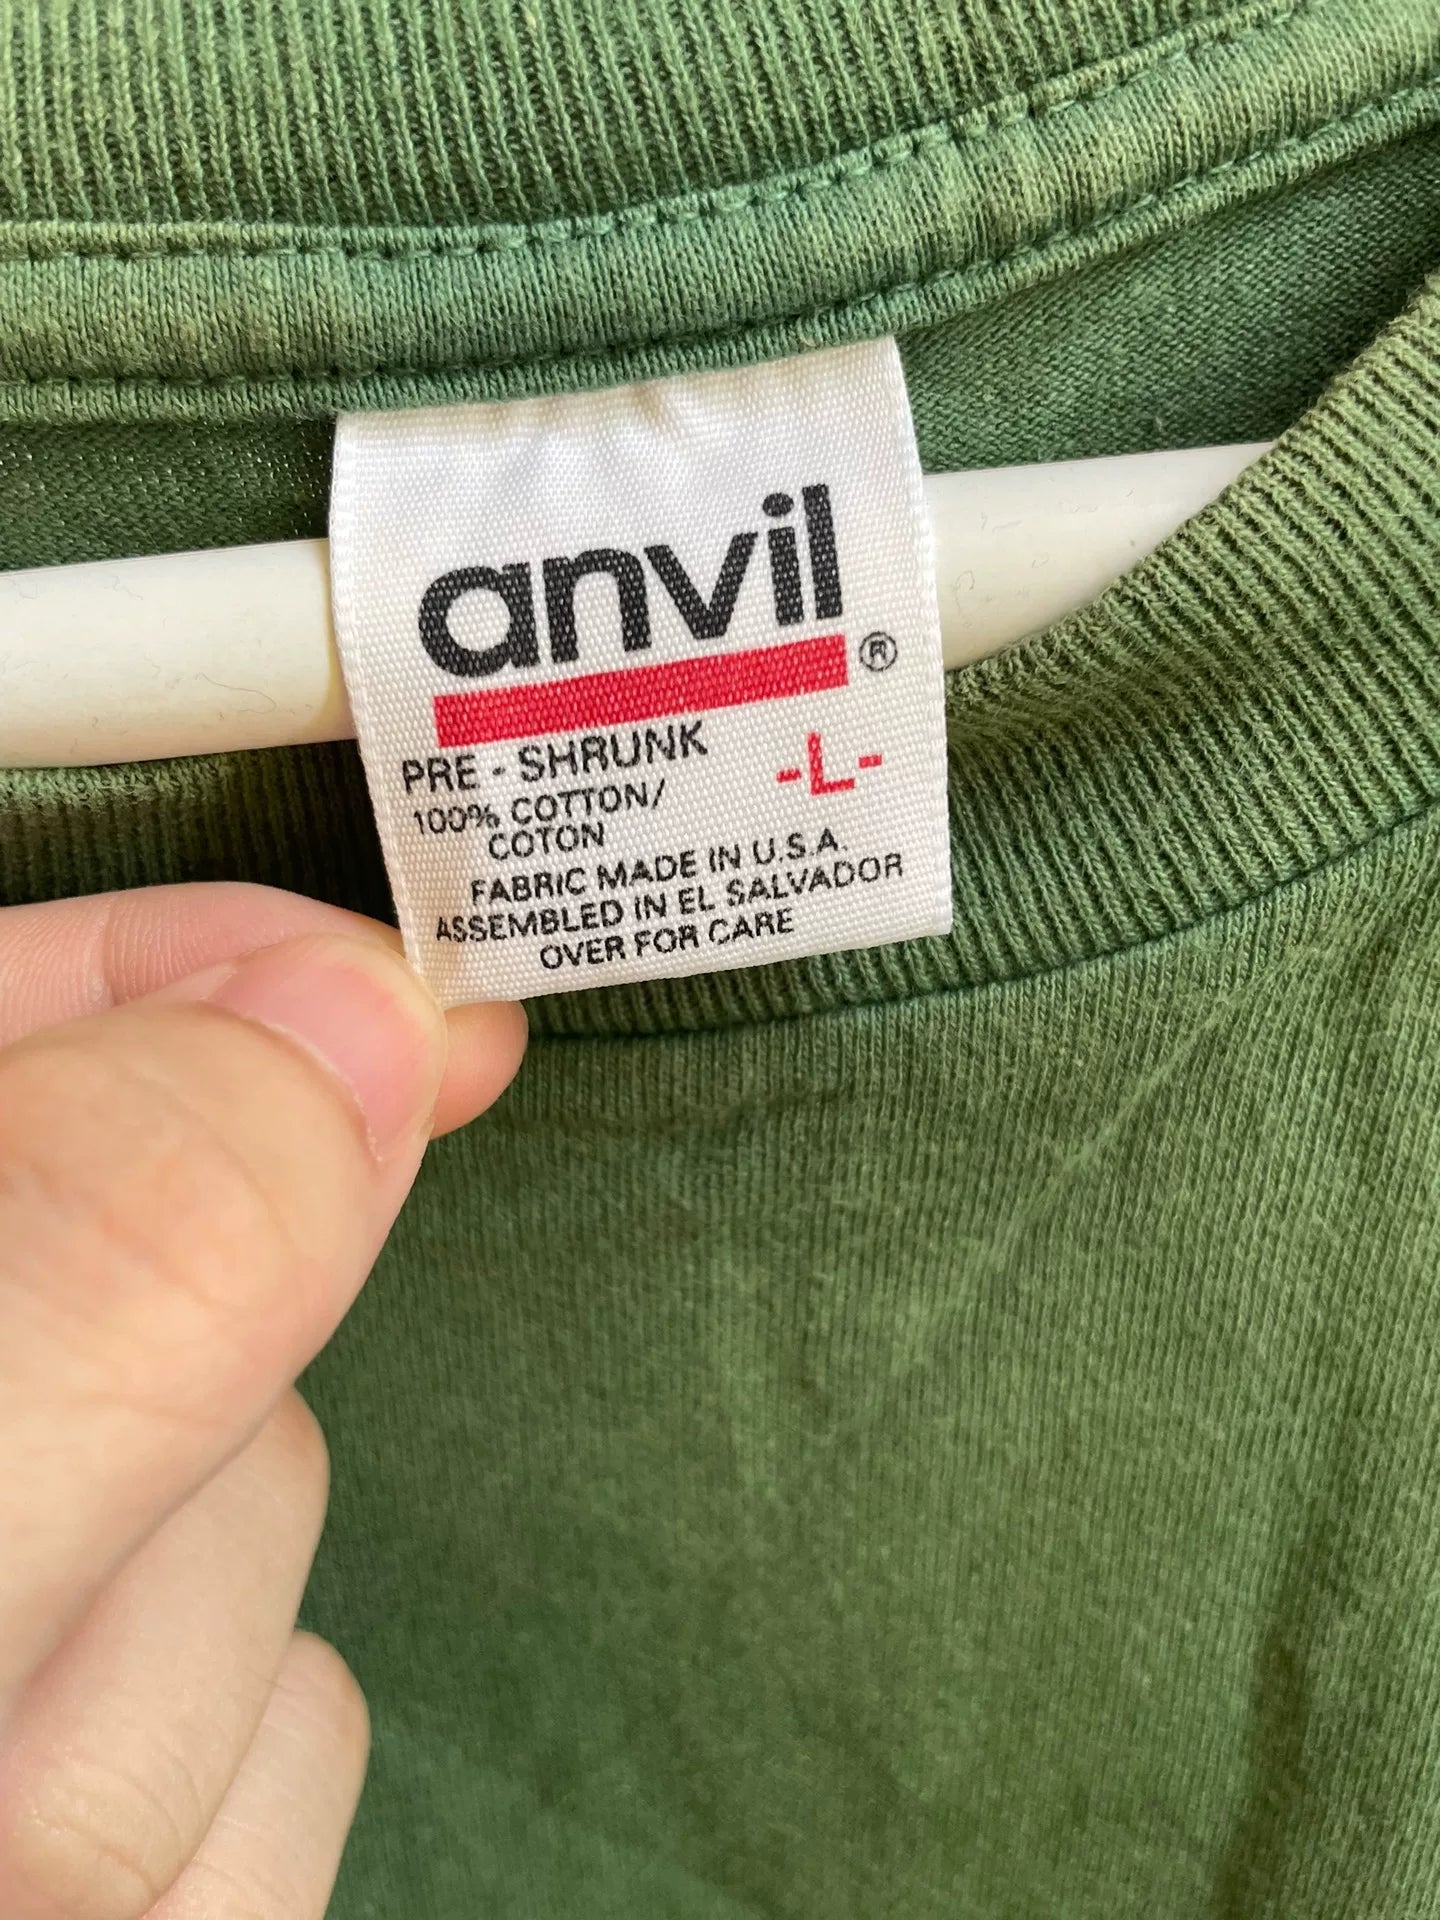 anvil ®
PRE - SHRUNK -L-
100% COTTON/
COTON
FABRIC MADE IN U.S.A.
ASSEMBLED IN EL SALVADOR
OVER FOR CARE